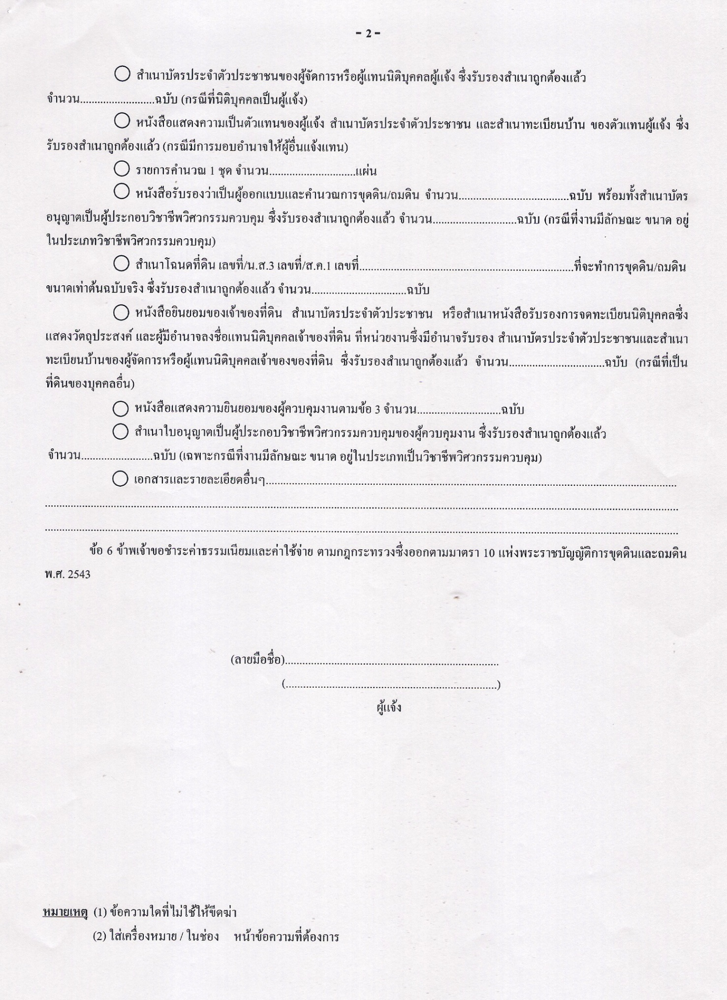 - 2 -
◯ สำเนาบัตรประจำตัวประชาชนของผู้จัดการหรือผู้แทนนิติบุคคลผู้แจ้ง ซึ่งรับรองสำเนาถูกต้องแล้ว
จำนวน..........................ฉบับ (กรณีที่นิติบุคคลเป็นผู้แจ้ง)
◯ หนังสือแสดงความเป็นตัวแทนของผู้แจ้ง สำเนาบัตรประจำตัวประชาชน และสำเนาทะเบียนบ้าน ของตัวแทนผู้แจ้ง ซึ่ง
รับรองสำเนาถูกต้องแล้ว (กรณีมีการมอบอำนาจให้ผู้อื่นแจ้งแทน)
◯ รายการคำนวณ 1 ชุด จำนวน..............................แผ่น
◯ หนังสือรับรองว่าเป็นผู้ออกแบบและคำนวณการขุดดิน/ถมดิน จำนวน......................................ฉบับ พร้อมทั้งสำเนาบัตร
อนุญาตเป็นผู้ประกอบวิชาชีพวิศวกรรมควบคุม ซึ่งรับรองสำเนาถูกต้องแล้ว จำนวน.............................ฉบับ (กรณีที่งานมีลักษณะ ขนาด อยู่
ในประเภทวิชาชีพวิศวกรรมควบคุม)
◯ สำเนาโฉนดที่ดิน เลขที่/น.ส.3 เลขที่/ส.ค.1 เลขที่..........................................................................ที่จะทำการขุดดิน/ถมดิน
ขนาดเท่าต้นฉบับจริง ซึ่งรับรองสำเนาถูกต้องแล้ว จำนวน.................................ฉบับ
◯ หนังสือยินยอมของเจ้าของที่ดิน สำเนาบัตรประจำตัวประชาชน หรือสำเนาหนังสือรับรองการจดทะเบียนนิติบุคคลซึ่ง
แสดงวัตถุประสงค์ และผู้มีอำนาจลงชื่อแทนนิติบุคคลเจ้าของที่ดิน ที่หน่วยงานซึ่งมีอำนาจรับรอง สำเนาบัตรประจำตัวประชาชนและสำเนา
ทะเบียนบ้านของผู้จัดการหรือผู้แทนนิติบุคคลเจ้าของของที่ดิน ซึ่งรับรองสำเนาถูกต้องแล้ว จำนวน.................................ฉบับ (กรณีที่เป็น
ที่ดินของบุคคลอื่น)
◯ หนังสือแสดงความยินยอมของผู้ควบคุมงานตามข้อ 3 จำนวน.............................ฉบับ
◯ สำเนาใบอนุญาตเป็นผู้ประกอบวิชาชีพวิศวกรรมควบคุมของผู้ควบคุมงาน ซึ่งรับรองสำเนาถูกต้องแล้ว
จำนวน.........................ฉบับ (เฉพาะกรณีที่งานมีลักษณะ ขนาด อยู่ในประเภทเป็นวิชาชีพวิศวกรรมควบคุม)
◯ เอกสารและรายละเอียดอื่นๆ..............................................................................................................
..............................................................................................................................
..............................................................................................................................
ข้อ 6 ข้าพเจ้าขอชำระค่าธรรมเนียมและค่าใช้จ่าย ตามกฎกระทรวงซึ่งออกตามมาตรา 10 แห่งพระราชบัญญัติการขุดดินและถมดิน
พ.ศ. 2543
(ลายมือชื่อ)..........................................................................
(.........................................................................)
ผู้แจ้ง
หมายเหตุ (1) ข้อความใดที่ไม่ใช้ให้ขีดฆ่า
(2) ใส่เครื่องหมาย / ในช่อง หน้าข้อความที่ต้องการ